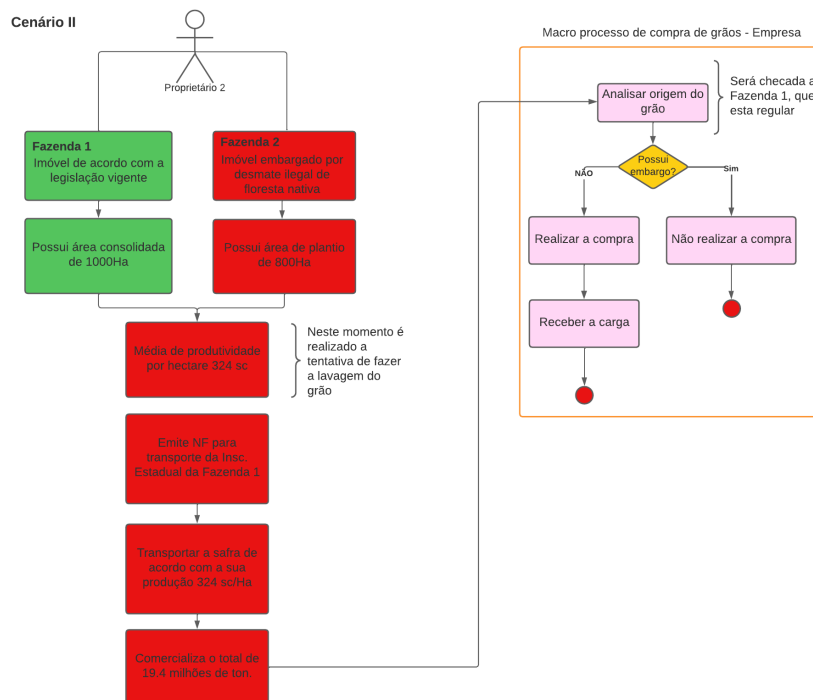 Cenário II
Proprietário 2
Fazenda 1
Imóvel de acordo com a
legislação vigente
Fazenda 2
Imóvel embargado por
desmate ilegal de
floresta nativa
Possui área consolidada
de 1000Ha
Possui área de plantio
de 800Ha
Média de produtividade
por hectare 324 sc
Neste momento é
realizado a
tentativa de fazer
a lavagem do
grão
Emite NF para
transporte da Insc.
Estadual da Fazenda 1
Transportar a safra de
acordo com a sua
produção 324 sc/Ha
Comercializa o total de
19.4 milhões de ton.
Macro processo de compra de grãos - Empresa
Analisar origem do
grão
Será checada a
Fazenda 1, que
esta regular
Possui
embargo?
NÃO
Sim
Realizar a compra
Não realizar a compra
Receber a carga